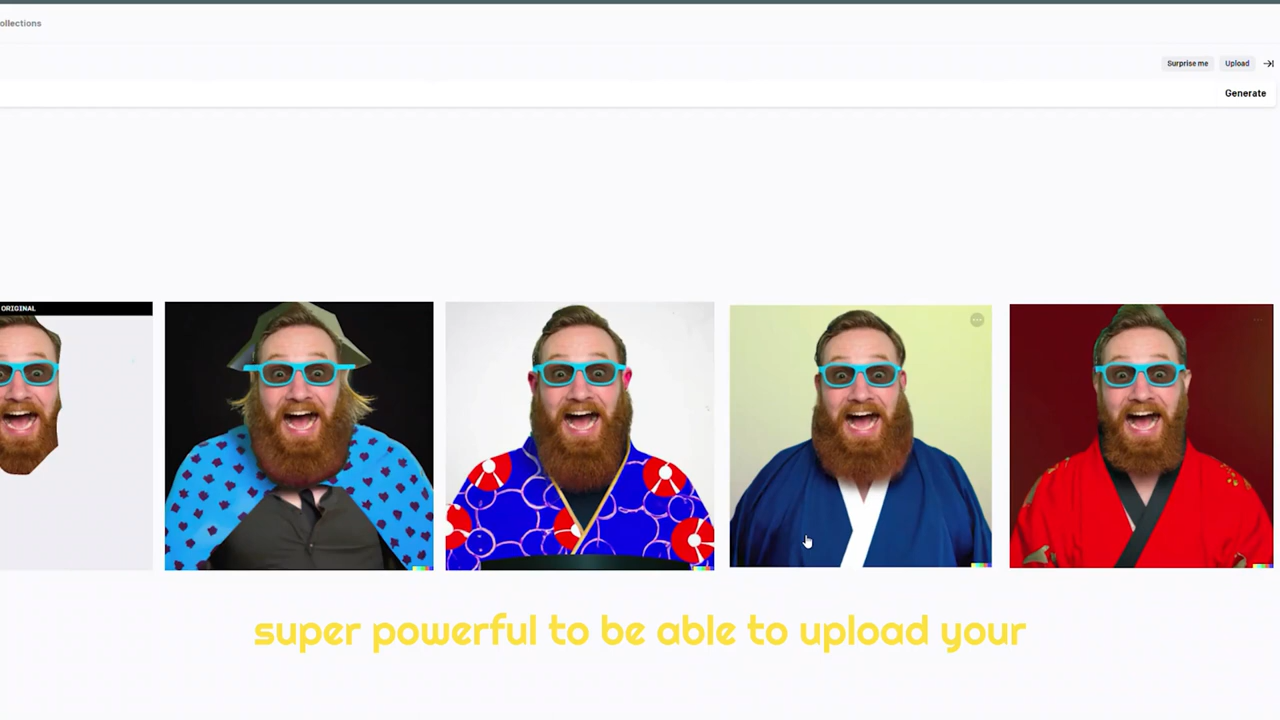 ollections
Surprise me Upload
Generate
ORIGINAL
super powerful to be able to upload your